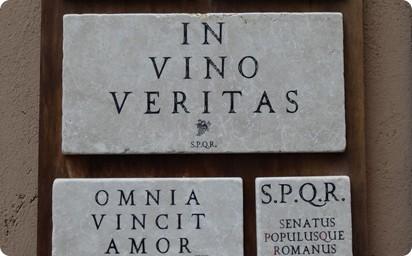 IN
VINO
VERITAS
S.P.Q.R.
OMNIA
VINCIT
AMOR
S.P.Q.R.
SENATUS
POPULUSQUE
ROMANUS